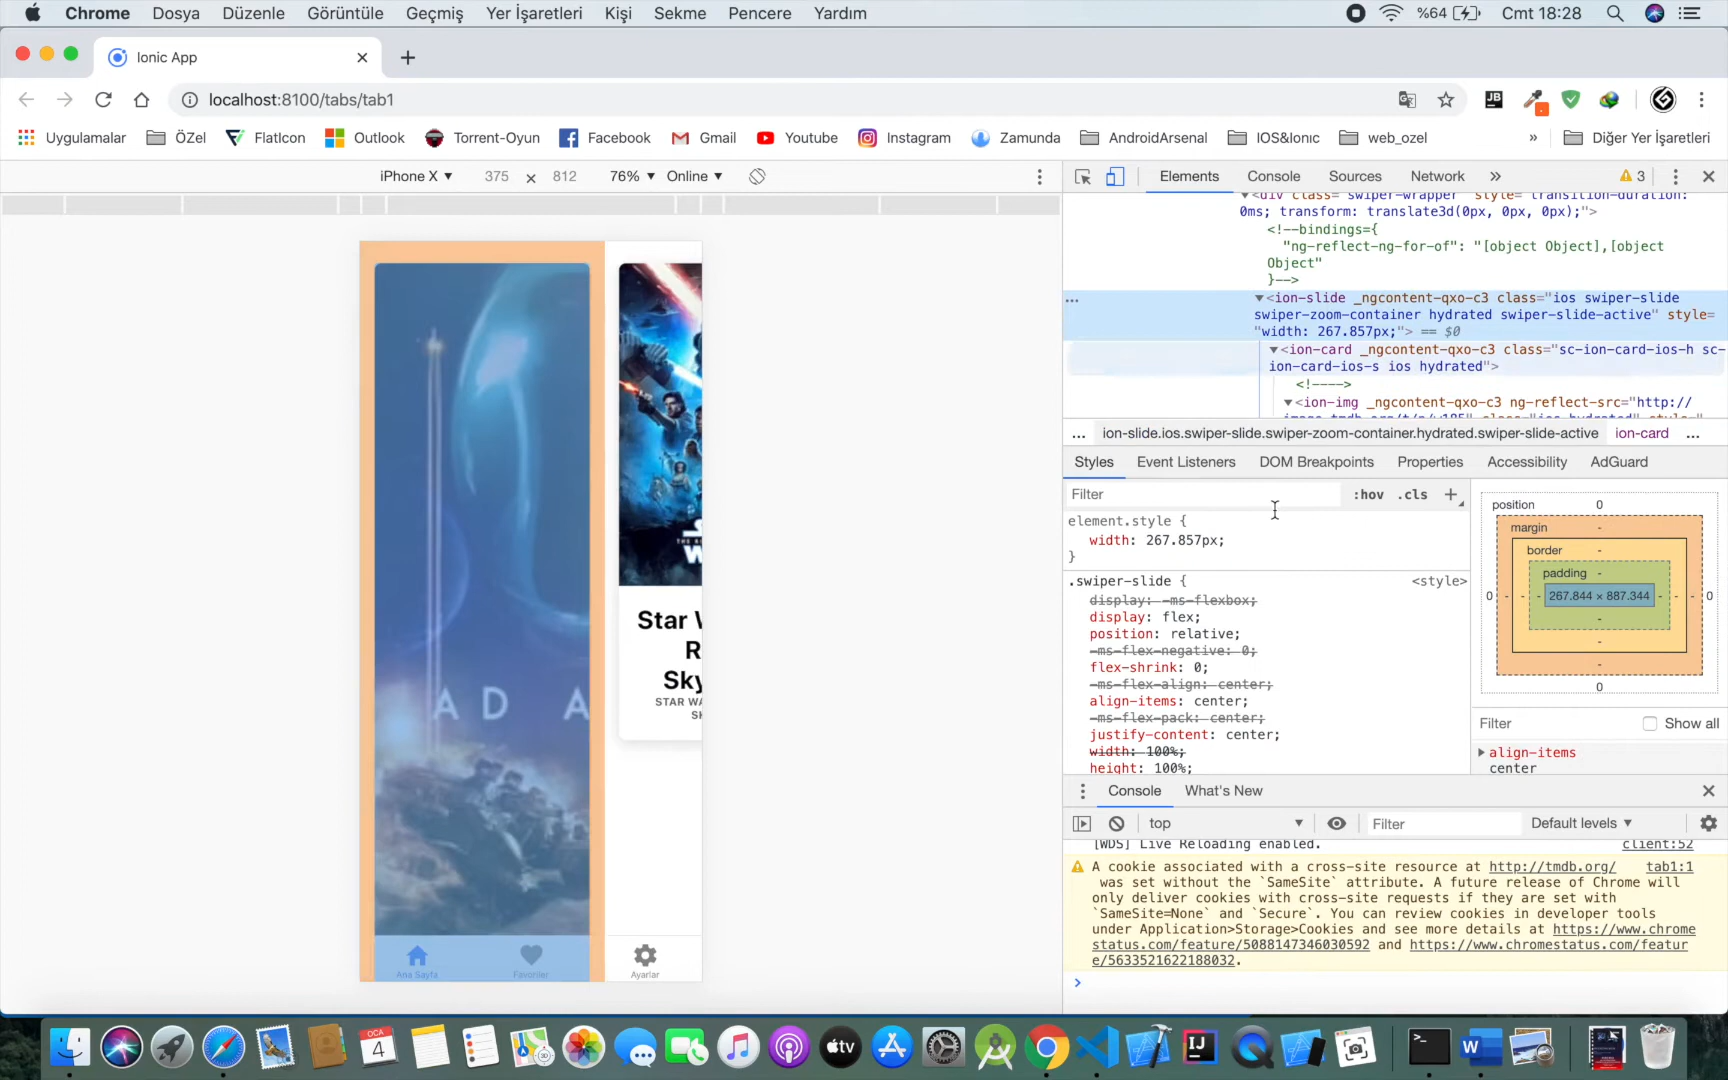 Chrome Dosya Düzenle Görüntüle Geçmiş Yer İşaretleri Kişi Sekme Pencere Yardım %64 Cmt 18:28
Ionic App
localhost:8100/tabs/tab1
Uygulamalar ÖZel FlatIcon Outlook Torrent-Oyun Facebook Gmail Youtube Instagram Zamunda AndroidArsenal IOS&Ionic web_ozel » Diğer Yer İşaretleri
iPhone X ▼ 375 × 812 76% ▼ Online ▼
Elements Console Sources Network » 3
▼<div class="swiper-wrapper" style="transition-duration:
0ms; transform: translate3d(0px, 0px, 0px);">
<!--bindings={
"ng-reflect-ng-for-of": "[object Object],[object
Object"
}-->
… ▼<ion-slide _ngcontent-qxo-c3 class="ios swiper-slide
swiper-zoom-container hydrated swiper-slide-active" style=
"width: 267.857px;"> == $0
▼<ion-card _ngcontent-qxo-c3 class="sc-ion-card-ios-h sc-
ion-card-ios-s ios hydrated">
<!---->
▼<ion-img _ngcontent-qxo-c3 ng-reflect-src="http://
… ion-slide.ios.swiper-slide.swiper-zoom-container.hydrated.swiper-slide-active ion-card …
Styles Event Listeners DOM Breakpoints Properties Accessibility AdGuard
Filter :hov .cls +
element.style {
width: 267.857px;
}
.swiper-slide { <style>
display: -ms-flexbox;
display: flex;
position: relative;
-ms-flex-negative: 0;
flex-shrink: 0;
-ms-flex-align: center;
align-items: center;
-ms-flex-pack: center;
justify-content: center;
width: 100%;
height: 100%;
position 0
margin -
border -
padding -
0 - - - 267.844 × 887.344 - - - 0
-
-
-
0
Filter Show all
align-items
center
AD A
Star W
R
Sky
STAR WA
SK
Ana Sayfa Favoriler Ayarlar
Console What's New
top ▼ Filter Default levels ▼
[WDS] Live Reloading enabled. client:52
A cookie associated with a cross-site resource at http://tmdb.org/ tab1:1
was set without the `SameSite` attribute. A future release of Chrome will
only deliver cookies with cross-site requests if they are set with
`SameSite=None` and `Secure`. You can review cookies in developer tools
under Application>Storage>Cookies and see more details at https://www.chrome
status.com/feature/5088147346030592 and https://www.chromestatus.com/featur
e/5633521622188032.
OCA
4
tv
IJ
W